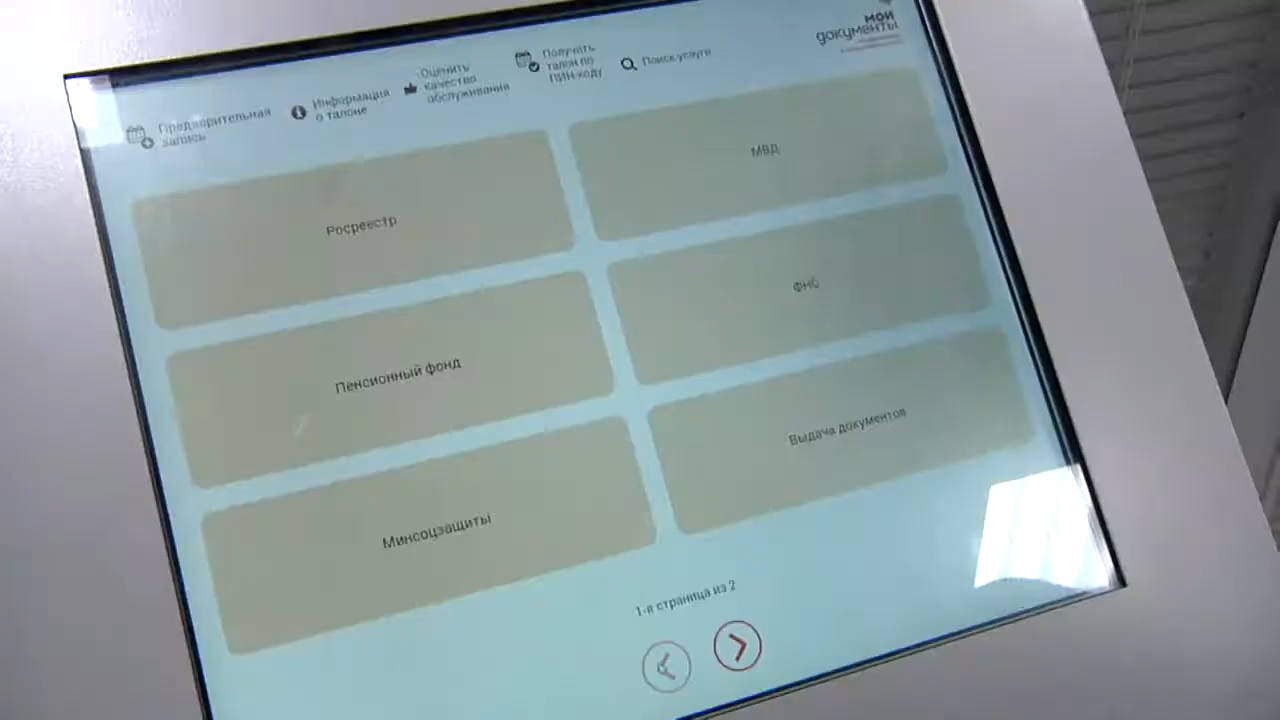 Предварительная
запись
Информация
о талоне
Оценить
качество
обслуживания
Получить
талон по
ПИН-коду
Поиск услуги
мои
документы
Росреестр
МВД
Пенсионный фонд
ФНС
Минсоцзащиты
Выдача документов
1-я страница из 2